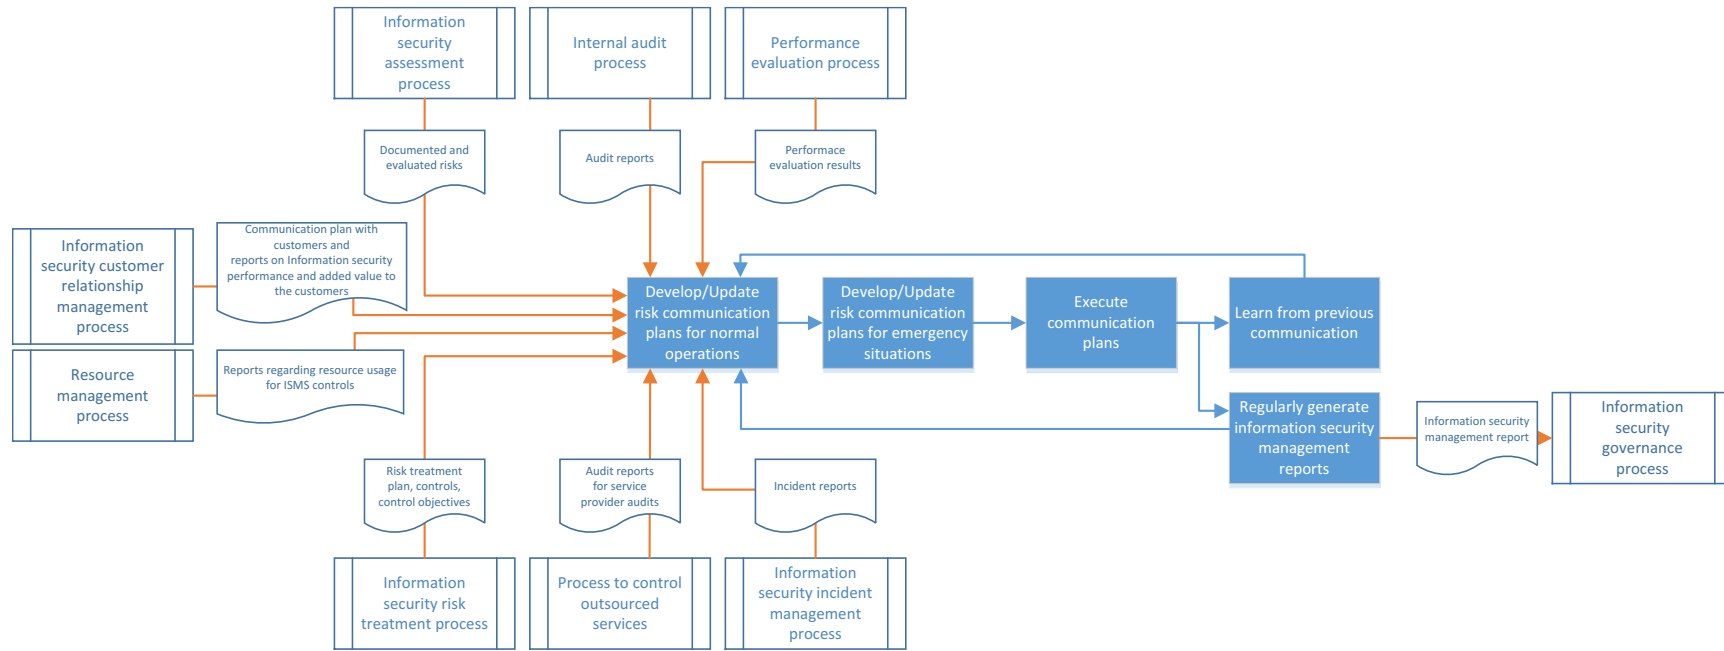 Information
security
assessment
process
Internal audit
process
Performance
evaluation process
Documented and
evaluated risks
Audit reports
Performace
evaluation results
Information
security customer
relationship
management
process
Communication plan with
customers and
reports on Information security
performance and added value to
the customers
Resource
management
process
Reports regarding resource usage
for ISMS controls
Develop/Update
risk communication
plans for normal
operations
Develop/Update
risk communication
plans for emergency
situations
Execute
communication
plans
Learn from previous
communication
Regularly generate
information security
management
reports
Information security
management report
Information
security
governance
process
Risk treatment
plan, controls,
control objectives
Audit reports
for service
provider audits
Incident reports
Information
security risk
treatment process
Process to control
outsourced
services
Information
security incident
management
process